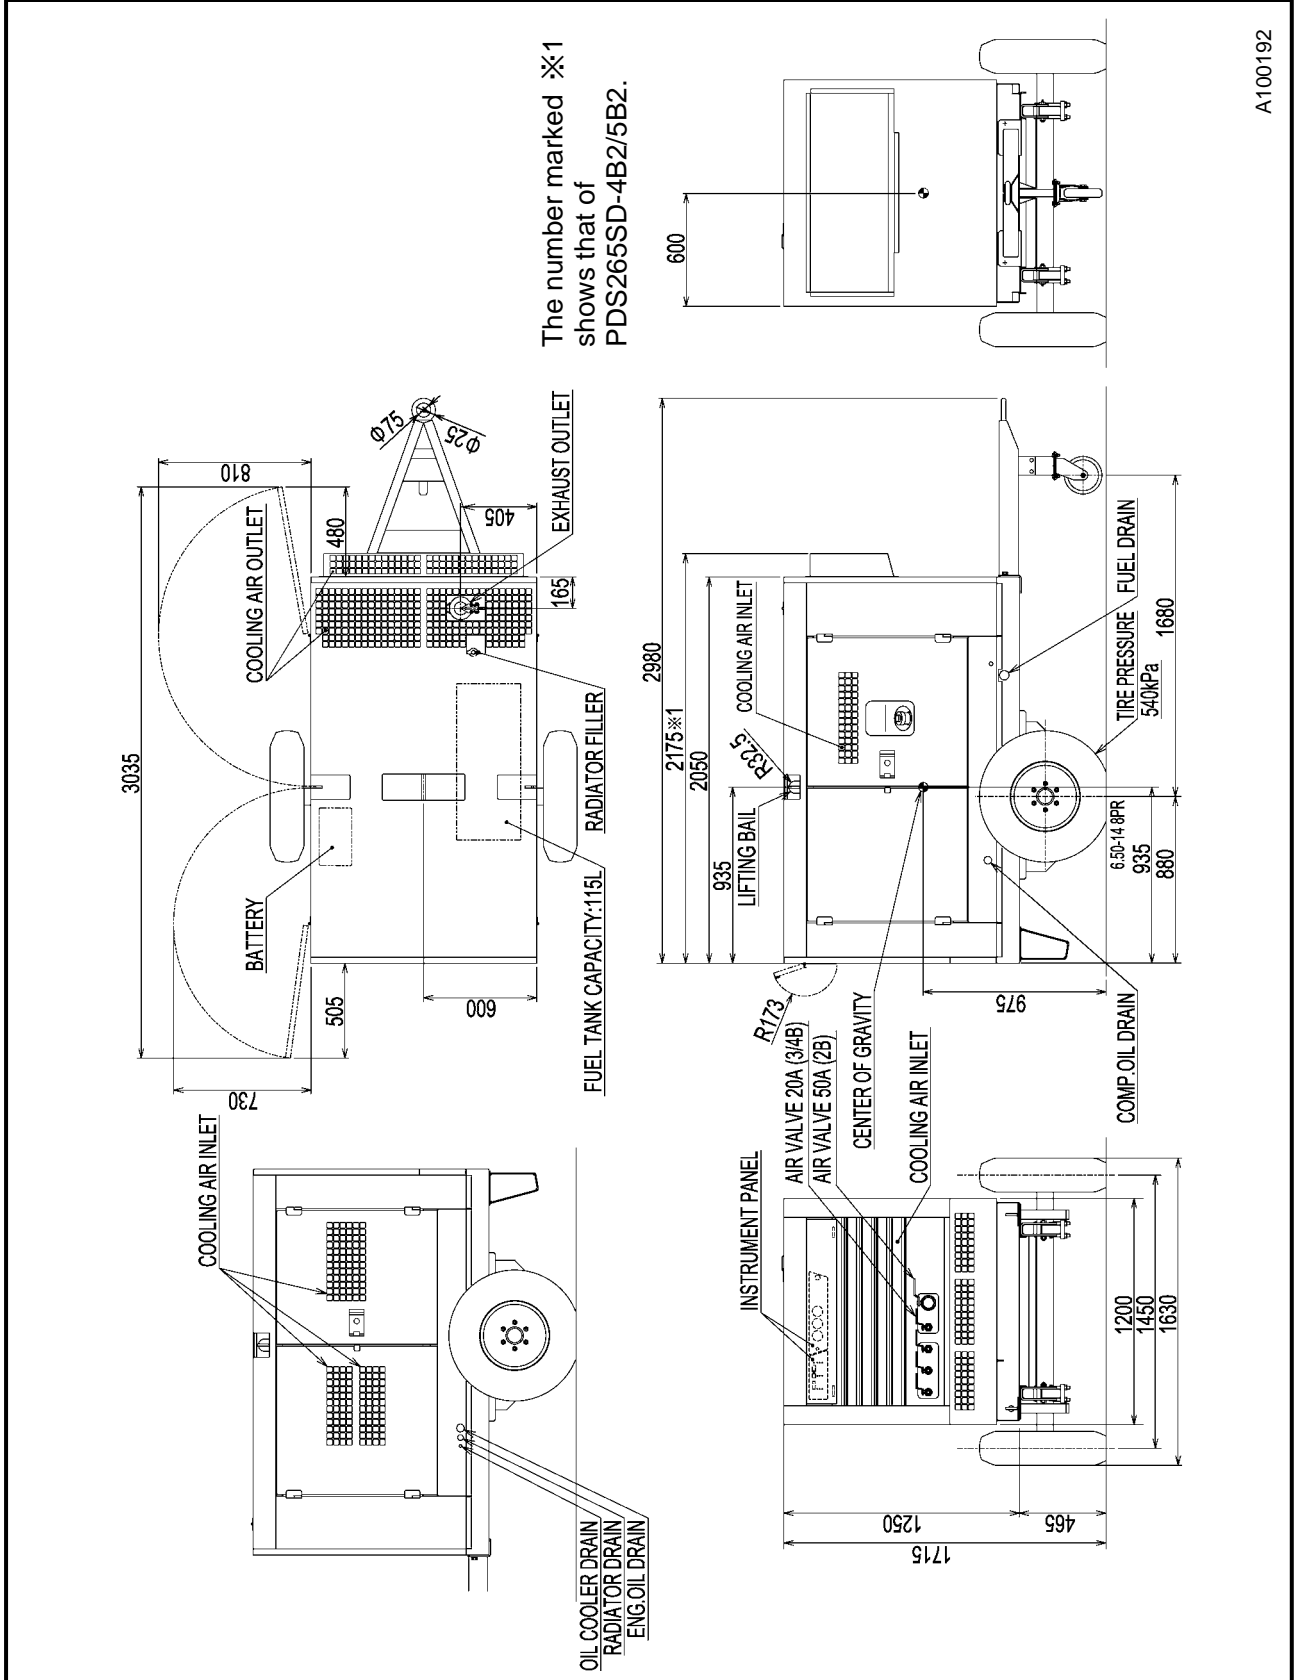 The number marked ※1
shows that of
PDS265SD-4B2/5B2.
3035
810
COOLING AIR OUTLET
480
Φ75
Φ25
405
EXHAUST OUTLET
165
RADIATOR FILLER
BATTERY
505
600
FUEL TANK CAPACITY:115L
730
COOLING AIR INLET
OIL COOLER DRAIN
RADIATOR DRAIN
ENG.OIL DRAIN
600
2980
2175※1
2050
COOLING AIR INLET
R32.5
935
LIFTING BAIL
R173
CENTER OF GRAVITY
975
COMP.OIL DRAIN
FUEL DRAIN
TIRE PRESSURE
540kPa
1680
6.50-14 8PR
935
880
INSTRUMENT PANEL
AIR VALVE 20A (3/4B)
AIR VALVE 50A (2B)
COOLING AIR INLET
1250
465
1715
1200
1450
1630
A100192